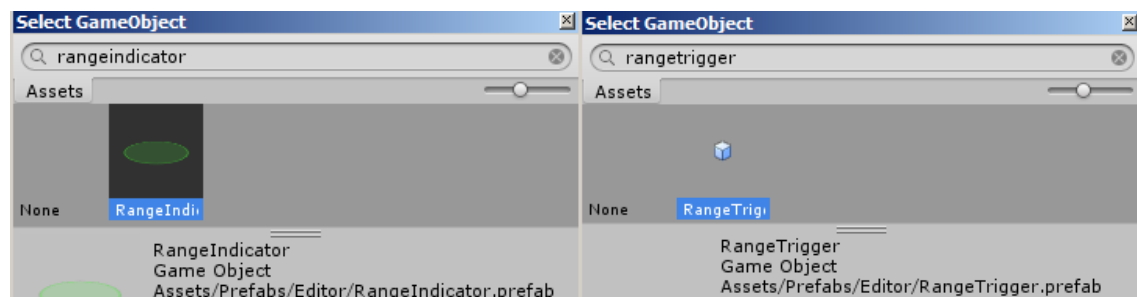 Select GameObject
rangeindicator
Assets
None
RangeIndi
RangeIndicator
Game Object
Assets/Prefabs/Editor/RangeIndicator.prefab
Select GameObject
rangetrigger
Assets
None
RangeTrig
RangeTrigger
Game Object
Assets/Prefabs/Editor/RangeTrigger.prefab